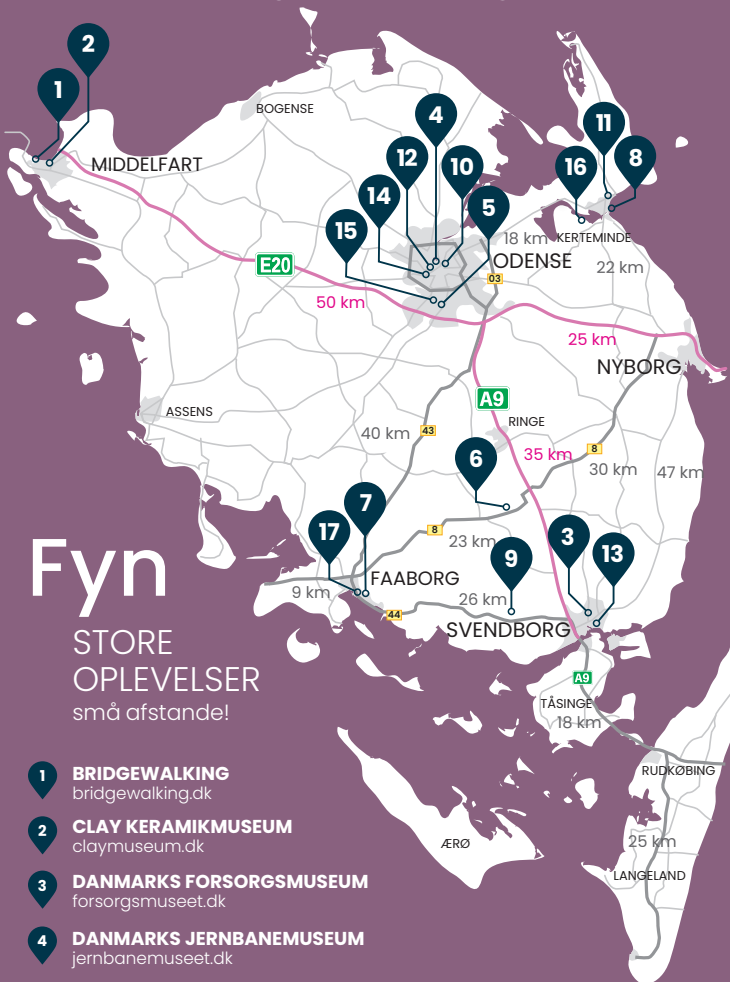 2
1
BOGENSE
4
11
MIDDELFART
12
10
16
8
14
5
15
18 km
KERTEMINDE
ODENSE
E20
22 km
03
50 km
25 km
NYBORG
A9
ASSENS
RINGE
40 km
43
35 km
8
6
30 km
47 km
7
17
8
3
Fyn
23 km
9
13
FAABORG
9 km
26 km
44
SVENDBORG
STORE
OPLEVELSER
små afstande!
A9
TÅSINGE
18 km
RUDKØBING
1
BRIDGEWALKING
bridgewalking.dk
2
CLAY KERAMIKMUSEUM
claymuseum.dk
ÆRØ
25 km
LANGELAND
3
DANMARKS FORSORGSMUSEUM
forsorgsmuseet.dk
4
DANMARKS JERNBANEMUSEUM
jernbanemuseet.dk